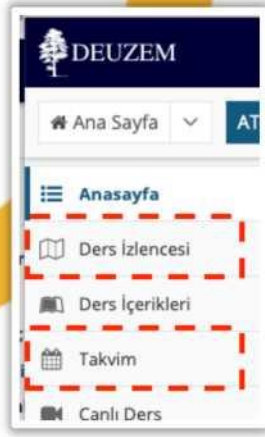 DEUZEM
Ana Sayfa
AT
Anasayfa
Ders İzlencesi
Ders İçerikleri
Takvim
Canlı Ders